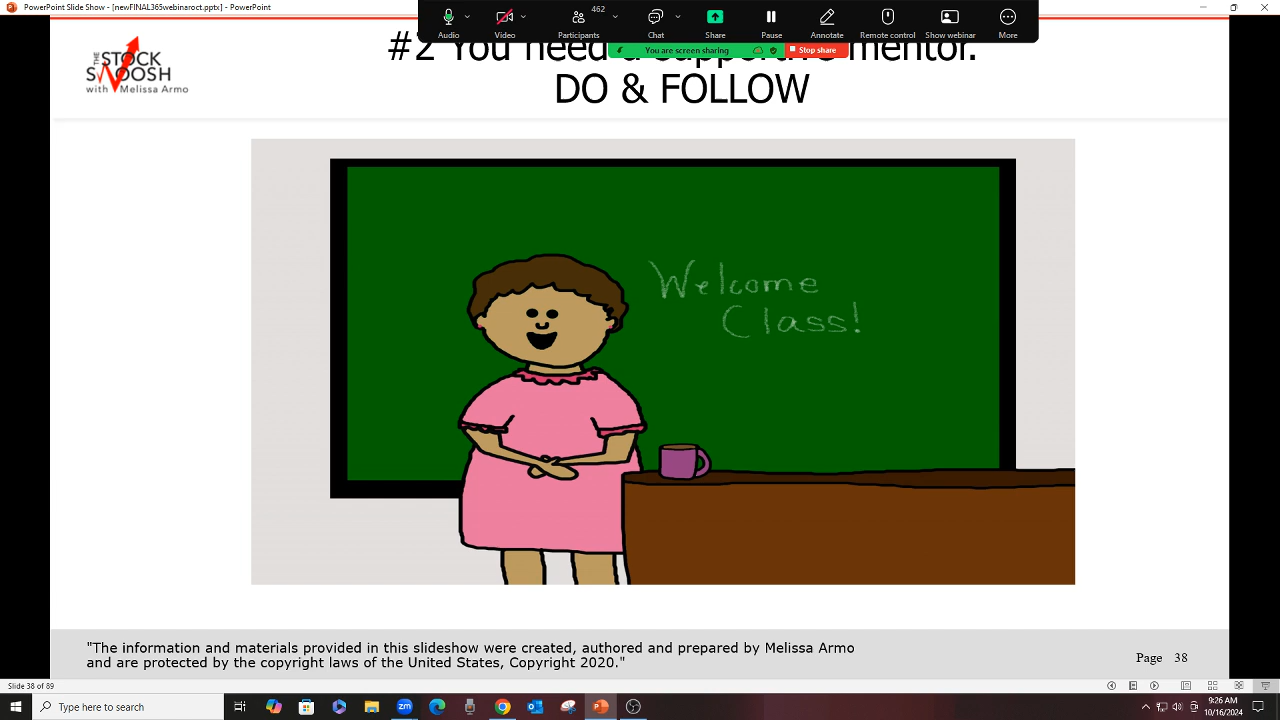 PowerPoint Slide Show - [newFINAL365webinaroct.pptx] - PowerPoint
462
Audio
Video
Participants
Chat
Share
Pause
Annotate
Remote control
Show webinar
More
You are screen sharing
Stop share
THE
STOCK
SWOOSH
with Melissa Armo
#2 You need a supportive mentor.
DO & FOLLOW
Welcome
Class!
"The information and materials provided in this slideshow were created, authored and prepared by Melissa Armo
and are protected by the copyright laws of the United States, Copyright 2020."
Page 38
Slide 38 of 89
Type here to search
9:26 AM
10/16/2024